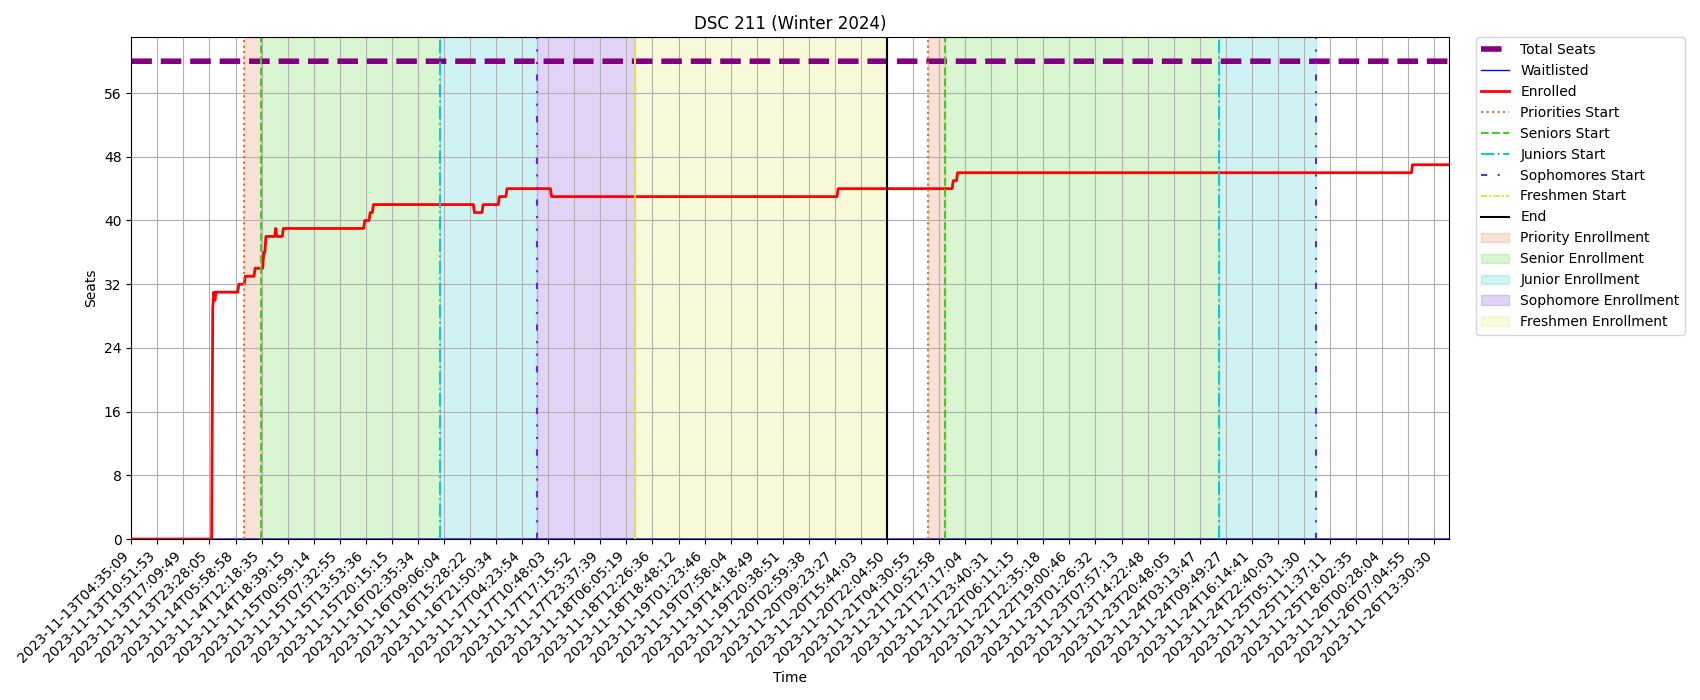 DSC 211 (Winter 2024)
Total Seats
Waitlisted
Enrolled
Priorities Start
Seniors Start
Juniors Start
Sophomores Start
Freshmen Start
End
Priority Enrollment
Senior Enrollment
Junior Enrollment
Sophomore Enrollment
Freshmen Enrollment
56
48
40
32
24
16
8
0
Seats
2023-11-13T04:35:09
2023-11-13T10:51:53
2023-11-13T17:09:49
2023-11-13T23:28:05
2023-11-14T05:58:58
2023-11-14T12:18:35
2023-11-14T18:39:15
2023-11-15T00:59:14
2023-11-15T07:32:55
2023-11-15T13:53:36
2023-11-15T20:15:15
2023-11-16T02:35:34
2023-11-16T09:06:04
2023-11-16T15:28:22
2023-11-16T21:50:34
2023-11-17T04:23:54
2023-11-17T10:48:03
2023-11-17T17:15:52
2023-11-17T23:37:39
2023-11-18T06:05:19
2023-11-18T12:26:36
2023-11-18T18:48:12
2023-11-19T01:23:46
2023-11-19T07:58:04
2023-11-19T14:18:49
2023-11-19T20:38:51
2023-11-20T02:59:38
2023-11-20T09:23:27
2023-11-20T15:44:03
2023-11-20T22:04:50
2023-11-21T04:30:55
2023-11-21T10:52:58
2023-11-21T17:17:04
2023-11-21T23:40:31
2023-11-22T06:11:15
2023-11-22T12:35:18
2023-11-22T19:00:46
2023-11-23T01:26:32
2023-11-23T07:57:13
2023-11-23T14:22:48
2023-11-23T20:48:05
2023-11-24T03:13:47
2023-11-24T09:49:27
2023-11-24T16:14:41
2023-11-24T22:40:03
2023-11-25T05:11:30
2023-11-25T11:37:11
2023-11-25T18:02:35
2023-11-26T00:28:04
2023-11-26T07:04:55
2023-11-26T13:30:30
Time